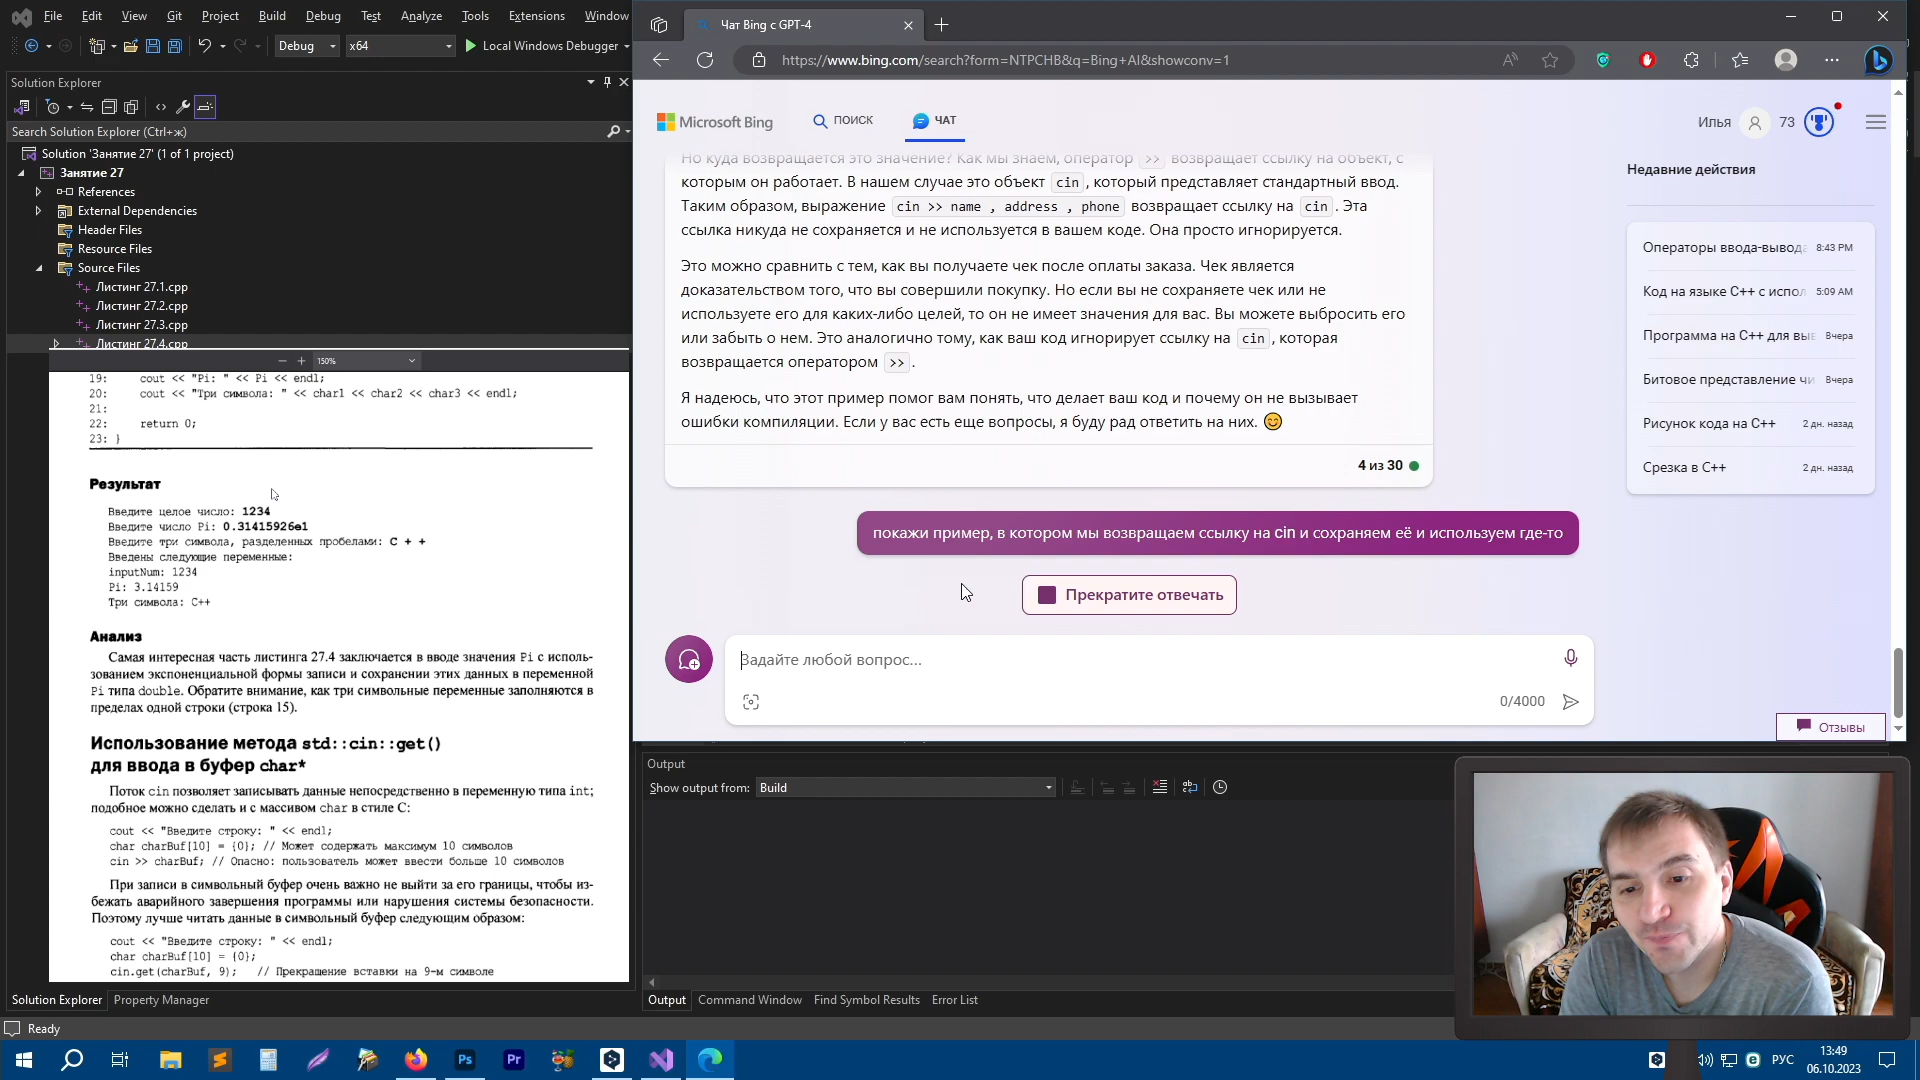 File Edit View Git Project Build Debug Test Analyze Tools Extensions Window
Debug x64 Local Windows Debugger
Solution Explorer
Search Solution Explorer (Ctrl+ж)
Solution 'Занятие 27' (1 of 1 project)
Занятие 27
References
External Dependencies
Header Files
Resource Files
Source Files
Листинг 27.1.cpp
Листинг 27.2.cpp
Листинг 27.3.cpp
Листинг 27.4.cpp
150%
19: cout << "Pi: " << Pi << endl;
20: cout << "Три символа: " << char1 << char2 << char3 << endl;
21:
22: return 0;
23: }
Результат
Введите целое число: 1234
Введите число Pi: 0.31415926e1
Введите три символа, разделенных пробелами: C + +
Введены следующие переменные:
inputNum: 1234
Pi: 3.14159
Три символа: C++
Анализ
Самая интересная часть листинга 27.4 заключается в вводе значения Pi с исполь-
зованием экспоненциальной формы записи и сохранении этих данных в переменной
Pi типа double. Обратите внимание, как три символьные переменные заполняются в
пределах одной строки (строка 15).
Использование метода std::cin::get()
для ввода в буфер char*
Поток cin позволяет записывать данные непосредственно в переменную типа int;
подобное можно сделать и с массивом char в стиле C:
cout << "Введите строку: " << endl;
char charBuf[10] = {0}; // Может содержать максимум 10 символов
cin >> charBuf; // Опасно: пользователь может ввести больше 10 символов
При записи в символьный буфер очень важно не выйти за его границы, чтобы из-
бежать аварийного завершения программы или нарушения системы безопасности.
Поэтому лучше читать данные в символьный буфер следующим образом:
cout << "Введите строку: " << endl;
char charBuf[10] = {0};
cin.get(charBuf, 9); // Прекращение вставки на 9-м символе
Solution Explorer Property Manager
Ready
Чат Bing с GPT-4
https://www.bing.com/search?form=NTPCHB&q=Bing+AI&showconv=1
Microsoft Bing ПОИСК ЧАТ Илья 73
Но куда возвращается это значение? Как мы знаем, оператор >> возвращает ссылку на объект, с
которым он работает. В нашем случае это объект cin, который представляет стандартный ввод.
Таким образом, выражение cin >> name , address , phone возвращает ссылку на cin. Эта
ссылка никуда не сохраняется и не используется в вашем коде. Она просто игнорируется.
Это можно сравнить с тем, как вы получаете чек после оплаты заказа. Чек является
доказательством того, что вы совершили покупку. Но если вы не сохраняете чек или не
используете его для каких-либо целей, то он не имеет значения для вас. Вы можете выбросить его
или забыть о нем. Это аналогично тому, как ваш код игнорирует ссылку на cin, которая
возвращается оператором >>.
Я надеюсь, что этот пример помог вам понять, что делает ваш код и почему он не вызывает
ошибки компиляции. Если у вас есть еще вопросы, я буду рад ответить на них. 😊
4 из 30
покажи пример, в котором мы возвращаем ссылку на cin и сохраняем её и используем где-то
Прекратите отвечать
Задайте любой вопрос...
0/4000
Отзывы
Недавние действия
Операторы ввода-вывода 8:43 PM
Код на языке C++ с испол 5:09 AM
Программа на C++ для вы Вчера
Битовое представление чи Вчера
Рисунок кода на C++ 2 дн. назад
Срезка в C++ 2 дн. назад
Output
Show output from: Build
Output Command Window Find Symbol Results Error List
Ps Pr
РУС
13:49
06.10.2023